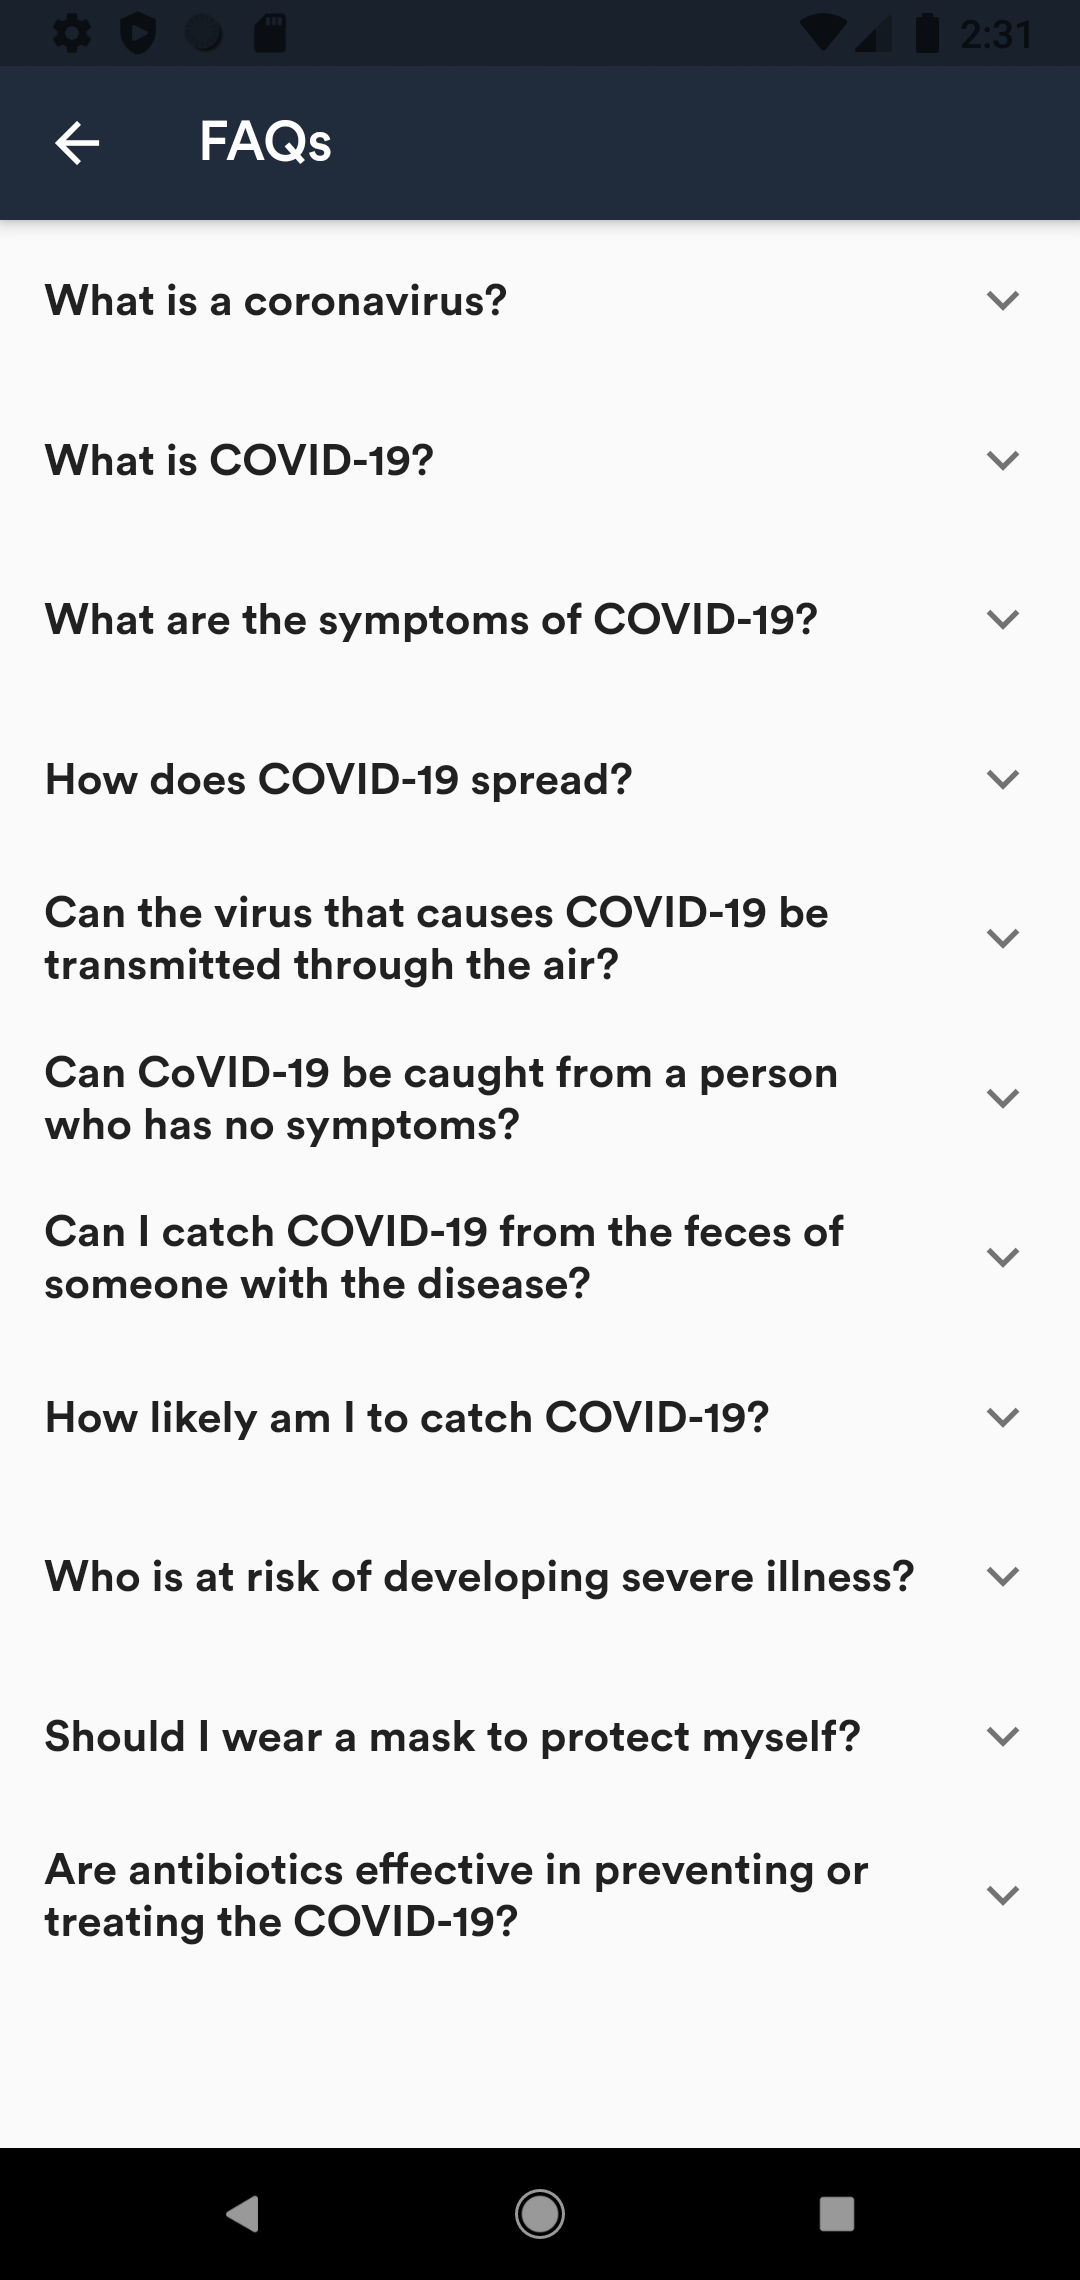 2:31
FAQs
What is a coronavirus?
What is COVID-19?
What are the symptoms of COVID-19?
How does COVID-19 spread?
Can the virus that causes COVID-19 be
transmitted through the air?
Can CoVID-19 be caught from a person
who has no symptoms?
Can I catch COVID-19 from the feces of
someone with the disease?
How likely am I to catch COVID-19?
Who is at risk of developing severe illness?
Should I wear a mask to protect myself?
Are antibiotics effective in preventing or
treating the COVID-19?